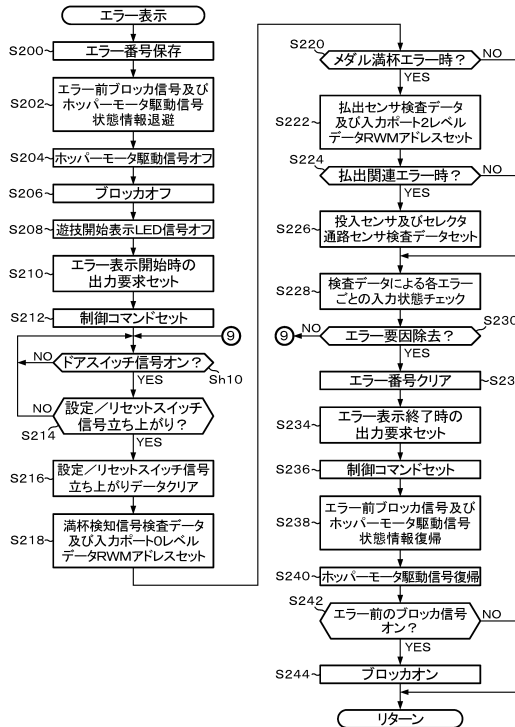 エラー表示
S200
エラー番号保存
S202
エラー前ブロッカ信号及び
ホッパーモータ駆動信号
状態情報退避
S204
ホッパーモータ駆動信号オフ
S206
ブロッカオフ
S208
遊技開始表示LED信号オフ
S210
エラー表示開始時の
出力要求セット
S212
制御コマンドセット
9
NO
ドアスイッチ信号オン?
YES
Sh10
NO
設定/リセットスイッチ
信号立ち上がり?
S214
YES
S216
設定/リセットスイッチ信号
立ち上がりデータクリア
S218
満杯検知信号検査データ
及び入力ポート0レベル
データRWMアドレスセット
S220
メダル満杯エラー時?
NO
YES
S222
払出センサ検査データ
及び入力ポート2レベル
データRWMアドレスセット
S224
払出関連エラー時?
NO
YES
S226
投入センサ及びセレクタ
通路センサ検査データセット
S228
検査データによる各エラー
ごとの入力状態チェック
S230
9
NO
エラー要因除去?
YES
エラー番号クリア
S234
エラー表示終了時の
出力要求セット
S236
制御コマンドセット
S238
エラー前ブロッカ信号及び
ホッパーモータ駆動信号
状態情報復帰
S240
ホッパーモータ駆動信号復帰
S242
エラー前のブロッカ信号
オン?
NO
YES
S244
ブロッカオン
リターン